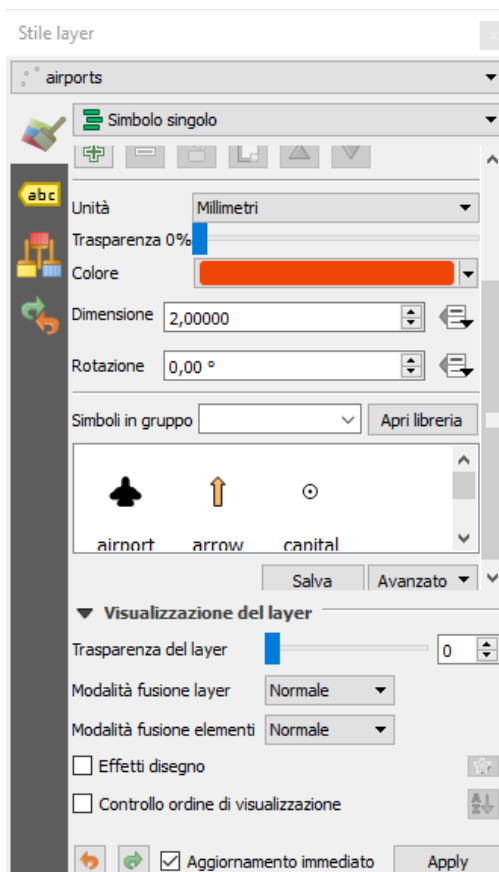 Stile layer
airports
Simbolo singolo
abc
Unità Millimetri
Trasparenza 0%
Colore
Dimensione 2,00000
Rotazione 0,00 °
Simboli in gruppo Apri libreria
airport arrow capital
Salva Avanzato
Visualizzazione del layer
Trasparenza del layer 0
Modalità fusione layer Normale
Modalità fusione elementi Normale
Effetti disegno
Controllo ordine di visualizzazione
Aggiornamento immediato Apply